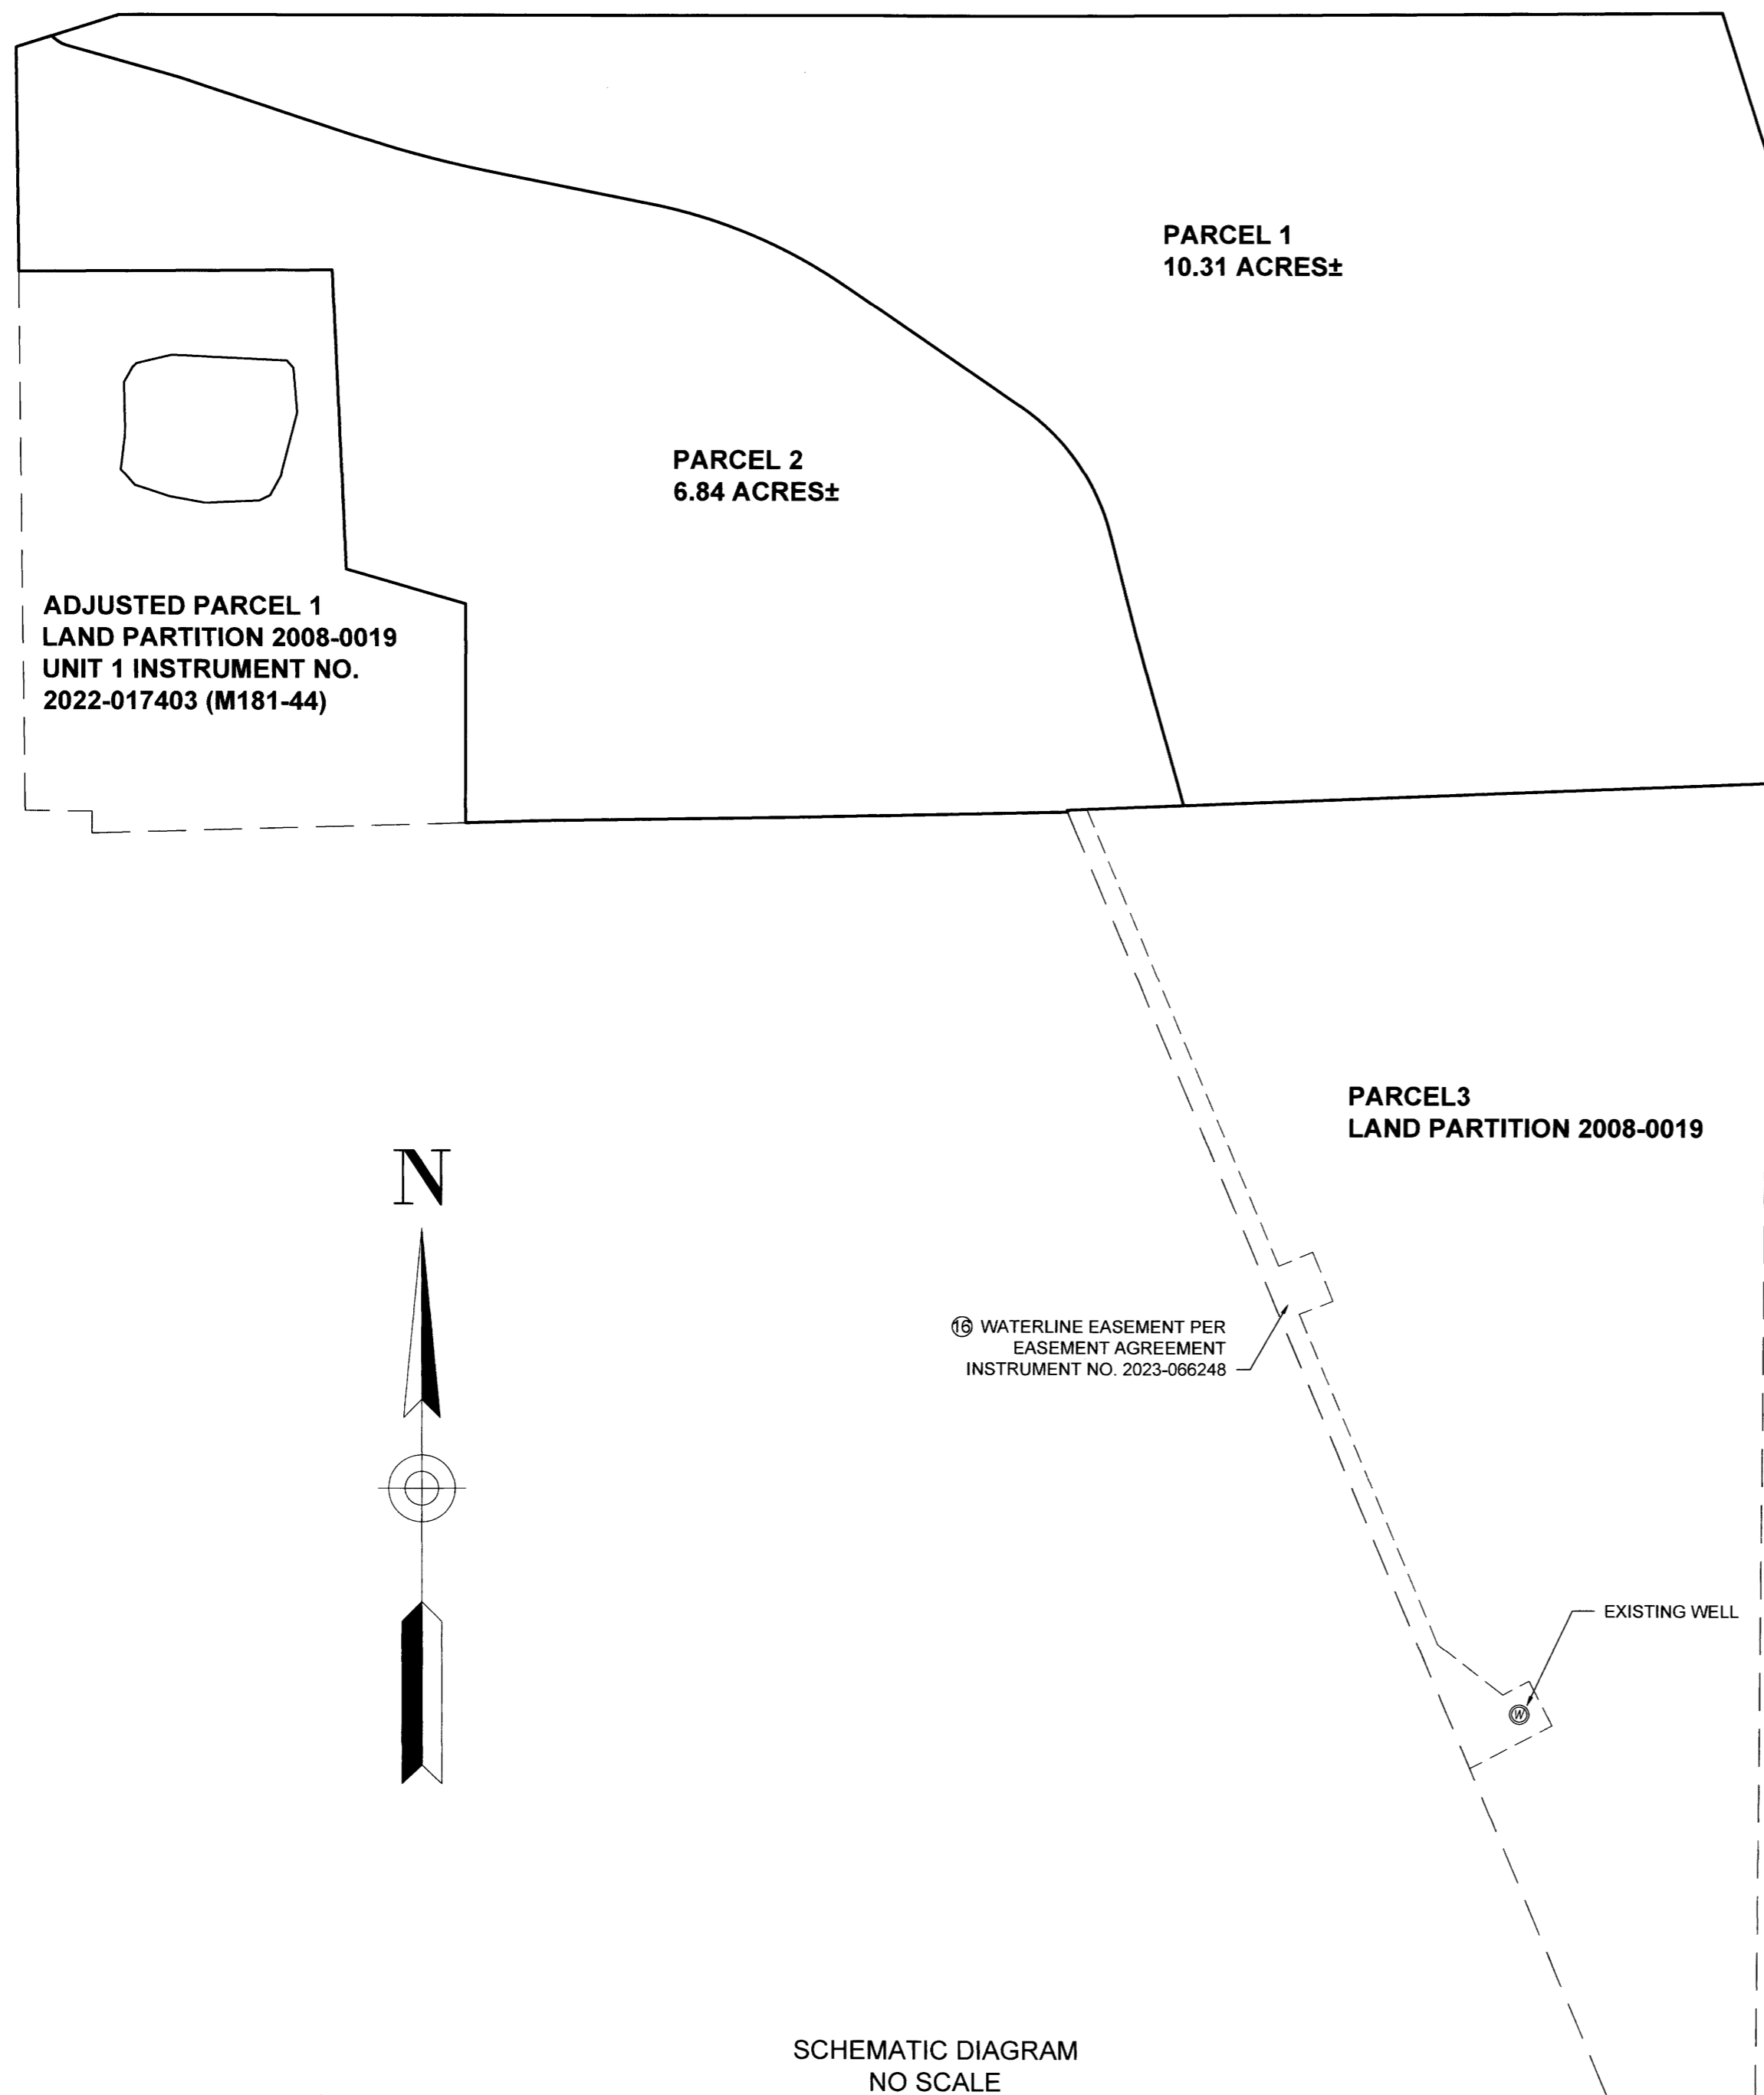 PARCEL 1
10.31 ACRES±
PARCEL 2
6.84 ACRES±
ADJUSTED PARCEL 1
LAND PARTITION 2008-0019
UNIT 1 INSTRUMENT NO.
2022-017403 (M181-44)
PARCEL3
LAND PARTITION 2008-0019
N
⑯ WATERLINE EASEMENT PER
EASEMENT AGREEMENT
INSTRUMENT NO. 2023-066248
EXISTING WELL
W
SCHEMATIC DIAGRAM
NO SCALE